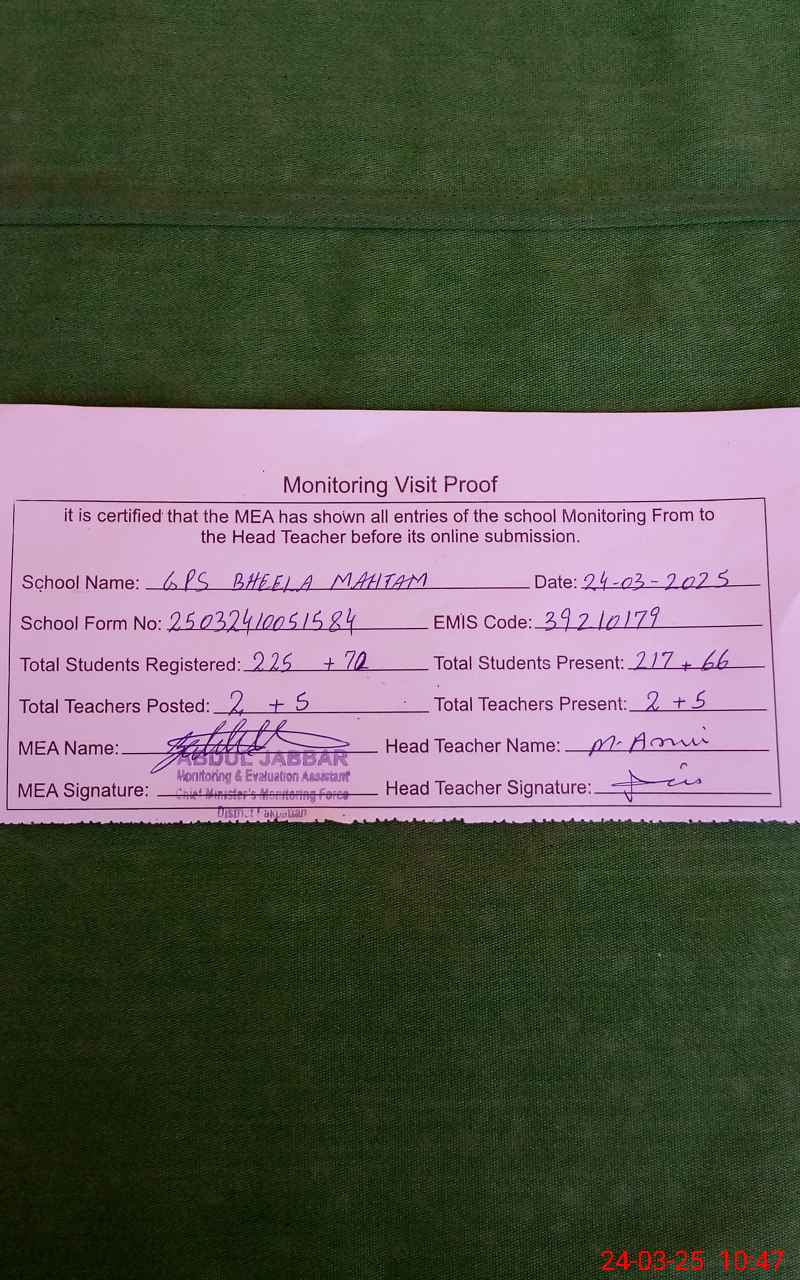 Monitoring Visit Proof
it is certified that the MEA has shown all entries of the school Monitoring From to
the Head Teacher before its online submission.
School Name: GPS BHEELA MAHTAM Date: 24-03-2025
School Form No: 25032410051584 EMIS Code: 39210179
Total Students Registered: 225 + 72 Total Students Present: 217 + 66
Total Teachers Posted: 2 + 5 Total Teachers Present: 2 + 5
MEA Name: Head Teacher Name: M.
ABDUL JABBAR
Monitoring & Evaluation Assistant
MEA Signature: Head Teacher Signature:
Chief Minister's Monitoring Force
District Pakpattan
24-03-25 10:47